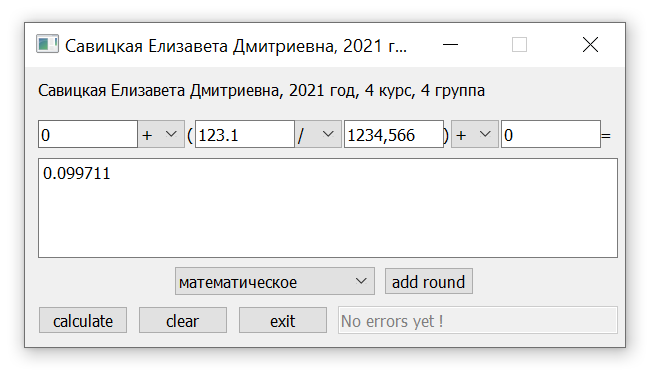 Савицкая Елизавета Дмитриевна, 2021 г...
Савицкая Елизавета Дмитриевна, 2021 год, 4 курс, 4 группа
0 + ( 123.1 / 1234,566 ) + 0 =
0.099711
математическое add round
calculate clear exit No errors yet !